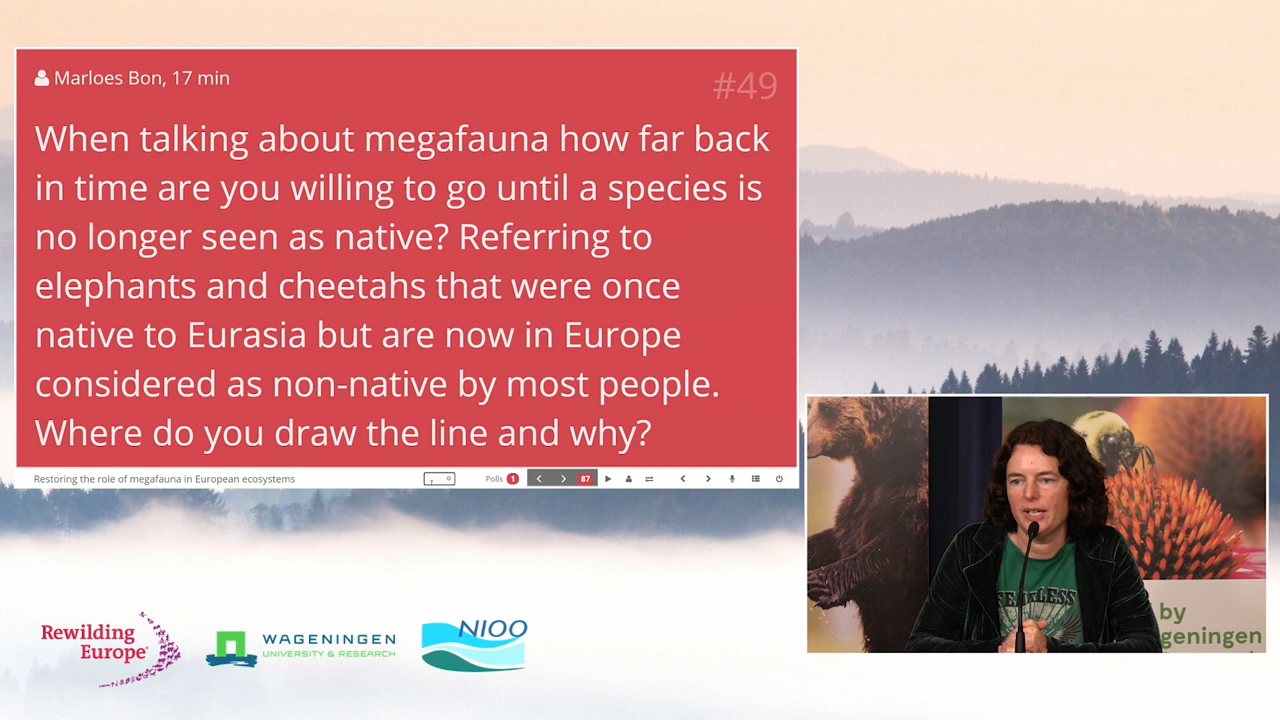 Marloes Bon, 17 min
#49
When talking about megafauna how far back
in time are you willing to go until a species is
no longer seen as native? Referring to
elephants and cheetahs that were once
native to Eurasia but are now in Europe
considered as non-native by most people.
Where do you draw the line and why?
Restoring the role of megafauna in European ecosystems
Polls 1
87
FEARLESS
by
geningen
Rewilding
Europe
WAGENINGEN
UNIVERSITY & RESEARCH
NIOO